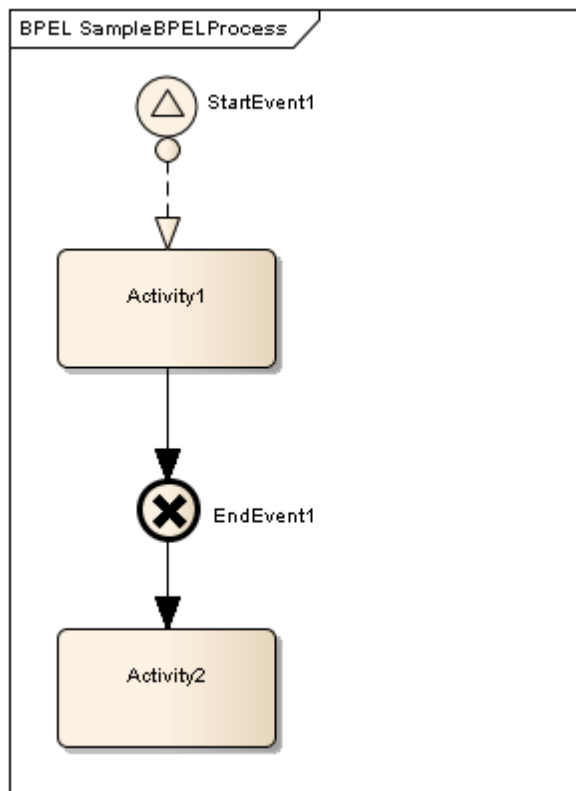 BPEL SampleBPELProcess
StartEvent1
Activity1
EndEvent1
Activity2